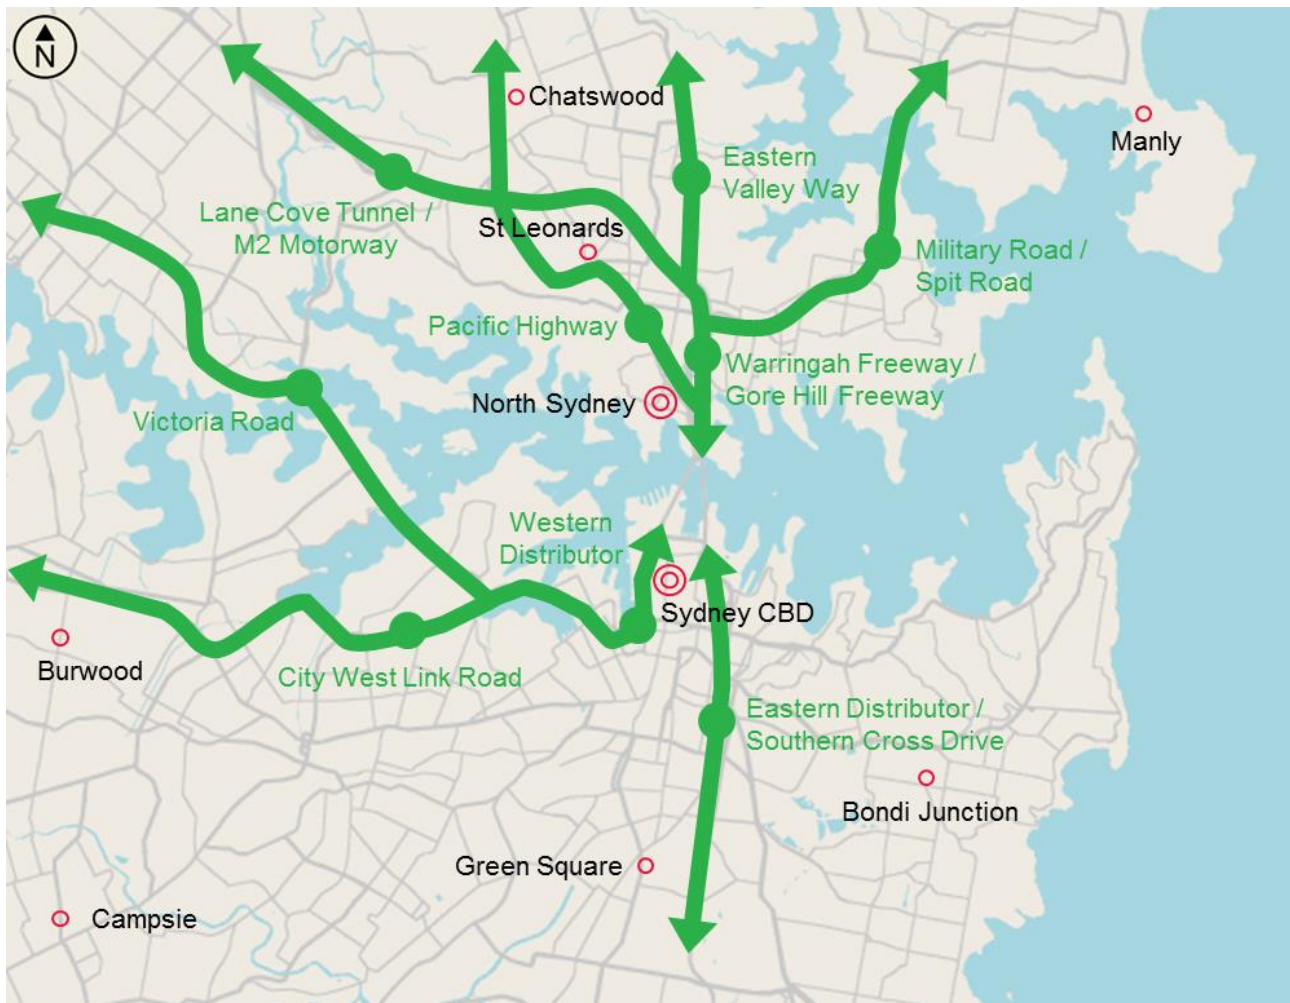 N
Chatswood
Manly
Eastern
Valley Way
Lane Cove Tunnel /
M2 Motorway
St Leonards
Military Road /
Spit Road
Pacific Highway
Warringah Freeway /
Gore Hill Freeway
North Sydney
Victoria Road
Western
Distributor
Sydney CBD
Burwood
City West Link Road
Eastern Distributor /
Southern Cross Drive
Bondi Junction
Green Square
Campsie